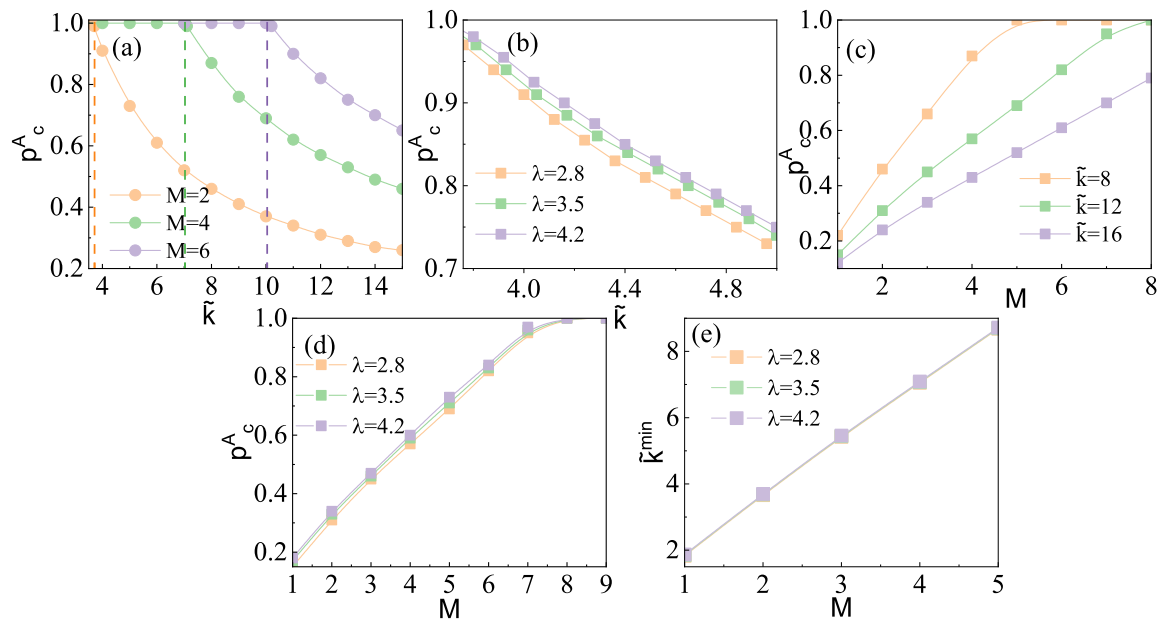 (a)
p^A_c
1.0
0.8
0.6
0.4
0.2
M=2
M=4
M=6
4 6 8 10 12 14
k̃
(b)
p^A_c
1.0
0.9
0.8
0.7
λ=2.8
λ=3.5
λ=4.2
4.0 4.4 4.8
k̃
(c)
p^A_c
1.0
0.8
0.6
0.4
0.2
k̃=8
k̃=12
k̃=16
2 4 6 8
M
(d)
p^A_c
1.0
0.8
0.6
0.4
0.2
λ=2.8
λ=3.5
λ=4.2
1 2 3 4 5 6 7 8 9
M
(e)
k̃^min
8
6
4
2
λ=2.8
λ=3.5
λ=4.2
1 2 3 4 5
M